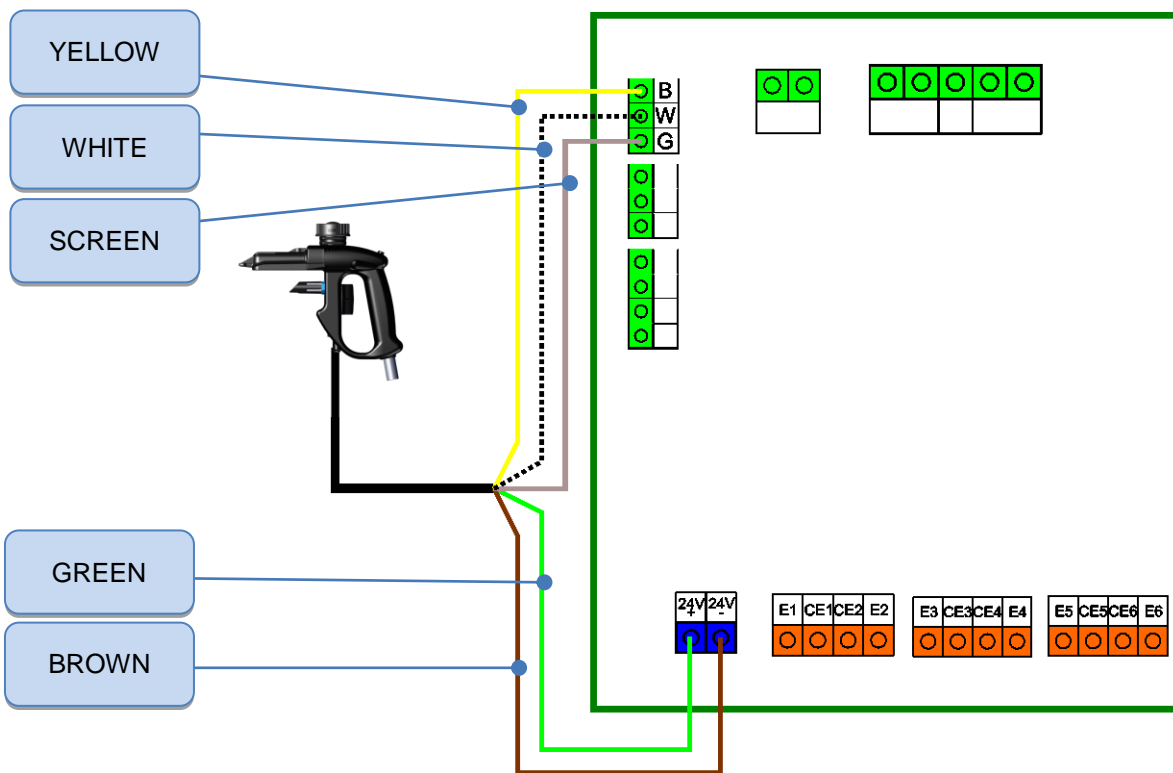 YELLOW
WHITE
SCREEN
B
W
G
GREEN
BROWN
24V + 24V -
E1 CE1 CE2 E2
E3 CE3 CE4 E4
E5 CE5 CE6 E6